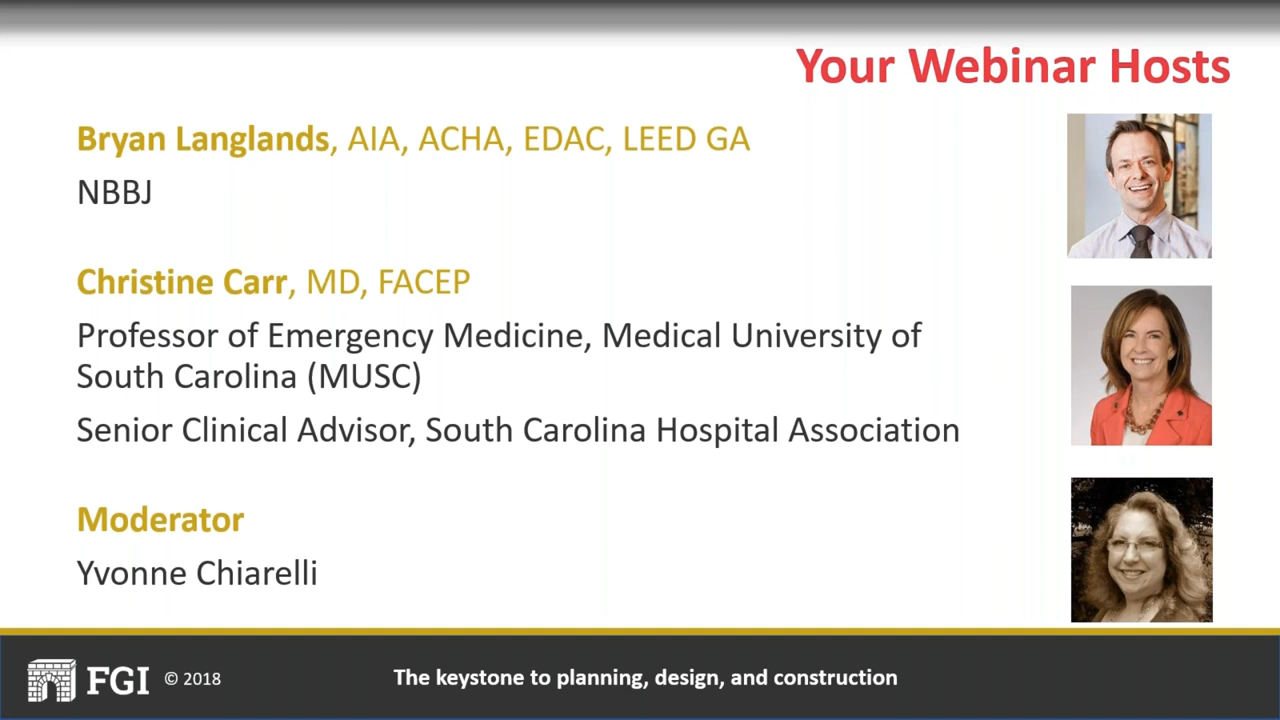 Your Webinar Hosts
Bryan Langlands, AIA, ACHA, EDAC, LEED GA
NBBJ
Christine Carr, MD, FACEP
Professor of Emergency Medicine, Medical University of
South Carolina (MUSC)
Senior Clinical Advisor, South Carolina Hospital Association
Moderator
Yvonne Chiarelli
FGI © 2018
The keystone to planning, design, and construction